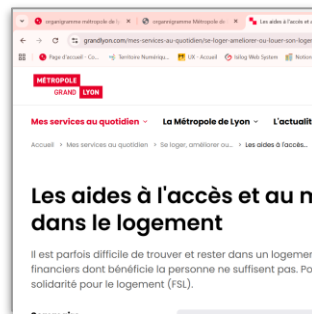 organigramme métropole de l
organigramme Métropole de
Les aides à l'accès et au
grandlyon.com/mes-services-au-quotidien/se-loger-ameliorer-ou-louer-son-loge
Page d'accueil - Co...
Territoire Numériqu...
UX - Accueil
Isilog Web System
Notion
MÉTROPOLE
GRAND LYON
Mes services au quotidien
La Métropole de Lyon
L'actualit
Accueil > Mes services au quotidien > Se loger, améliorer ou... > Les aides à l'accès...
Les aides à l'accès et au m
dans le logement
Il est parfois difficile de trouver et rester dans un logeme
financiers dont bénéficie la personne ne suffisent pas. Po
solidarité pour le logement (FSL).